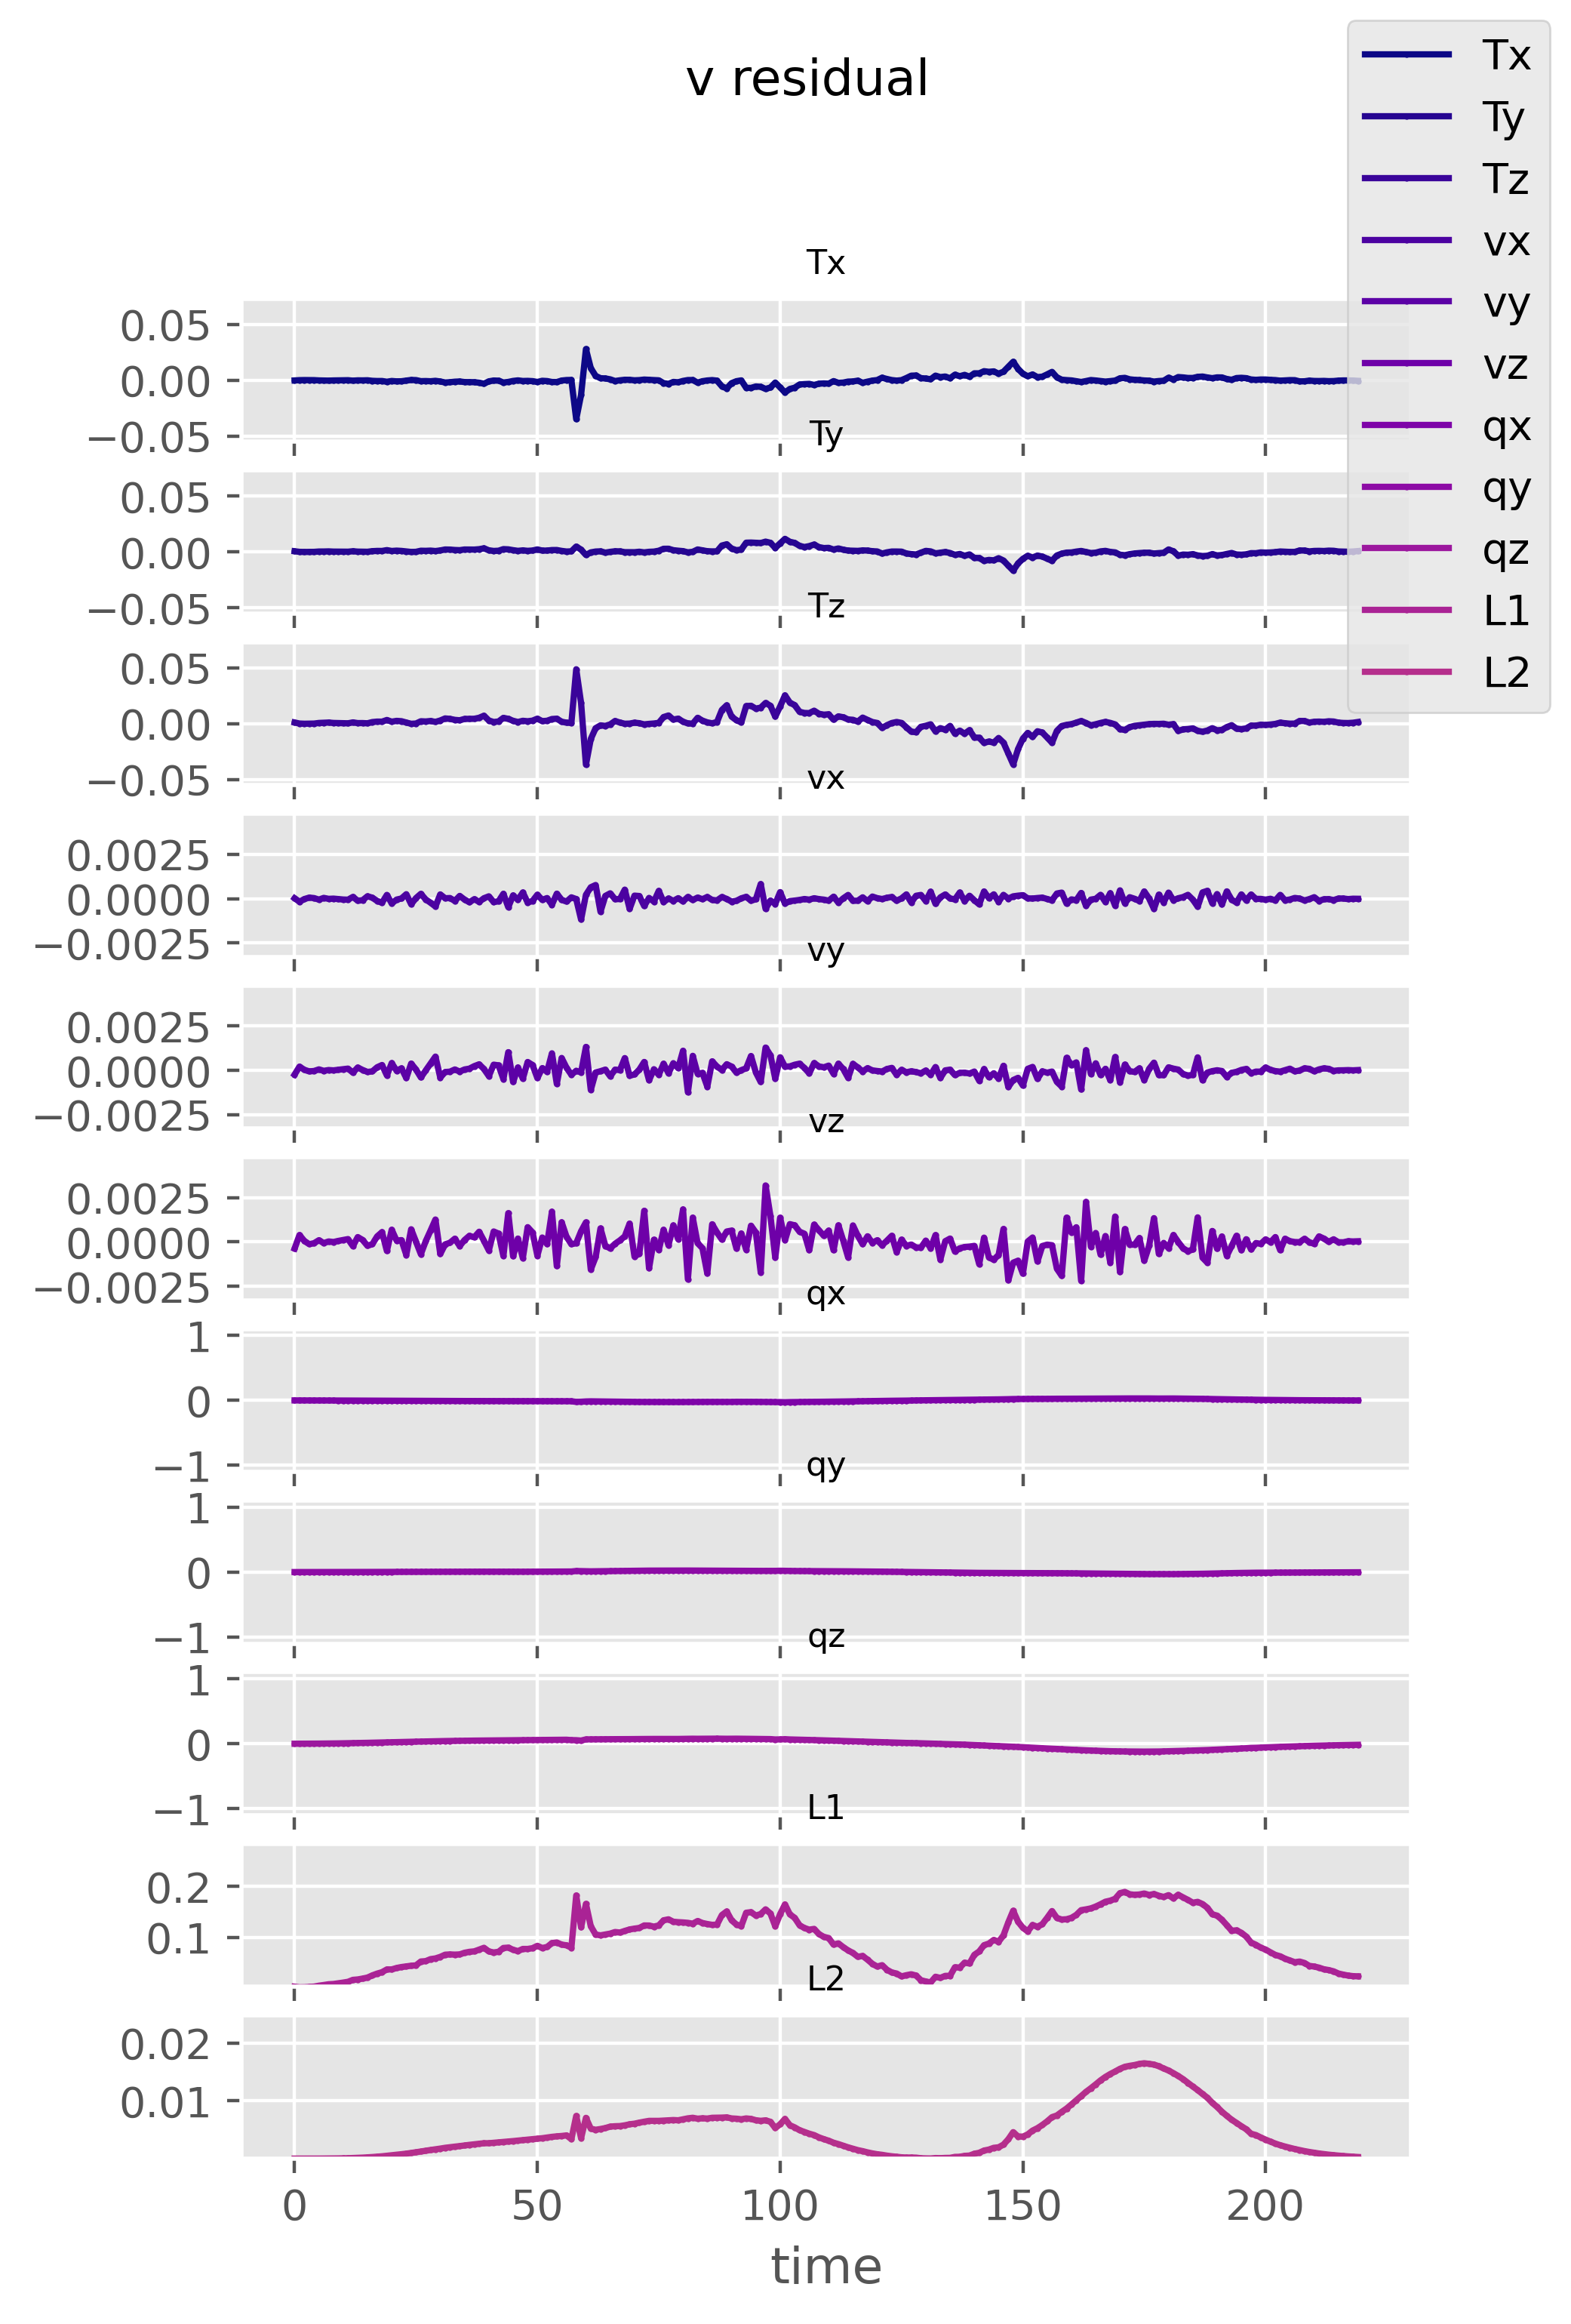 v residual
Tx
Ty
Tz
vx
vy
vz
qx
qy
qz
L1
L2
Tx
0.05
0.00
−0.05
Ty
0.05
0.00
−0.05
Tz
0.05
0.00
−0.05
vx
0.0025
0.0000
−0.0025
vy
0.0025
0.0000
−0.0025
vz
0.0025
0.0000
−0.0025
qx
1
0
−1
qy
1
0
−1
qz
1
0
−1
L1
0.2
0.1
L2
0.02
0.01
0 50 100 150 200
time